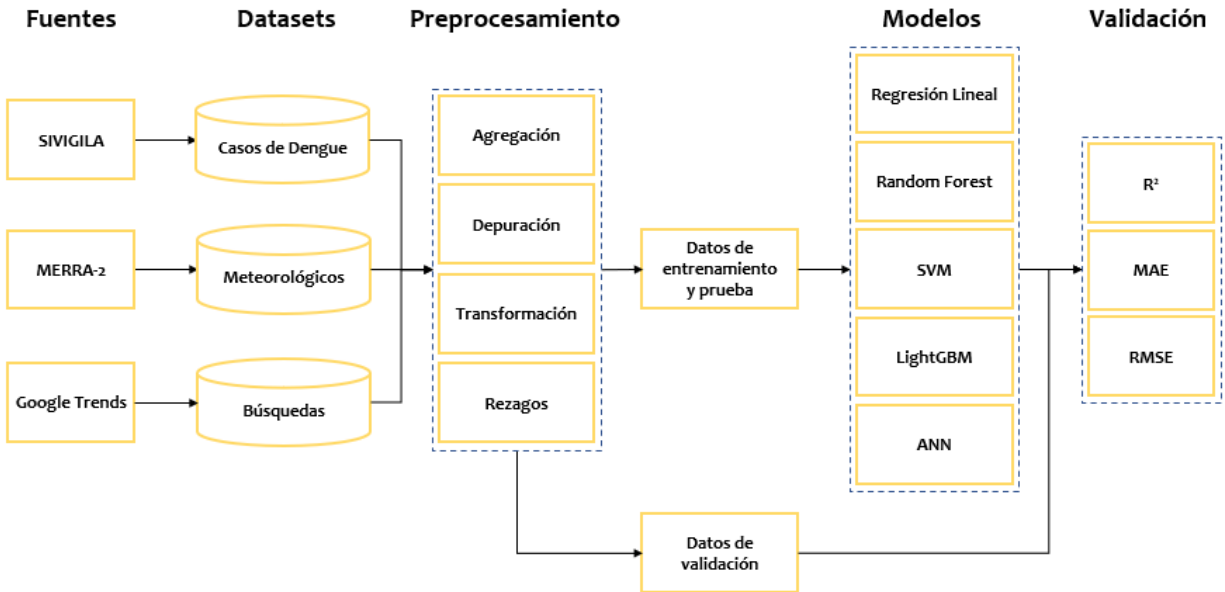 Fuentes
Datasets
Preprocesamiento
Modelos
Validación
SIVIGILA
Casos de Dengue
MERRA-2
Meteorológicos
Google Trends
Búsquedas
Agregación
Depuración
Transformación
Rezagos
Datos de
entrenamiento
y prueba
Datos de
validación
Regresión Lineal
Random Forest
SVM
LightGBM
ANN
R²
MAE
RMSE